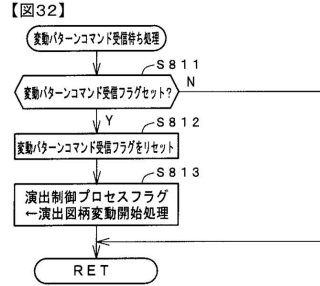 【図32】
変動パターンコマンド受信待ち処理
S811
変動パターンコマンド受信フラグセット?
N
Y
S812
変動パターンコマンド受信フラグをリセット
S813
演出制御プロセスフラグ
←演出図柄変動開始処理
RET